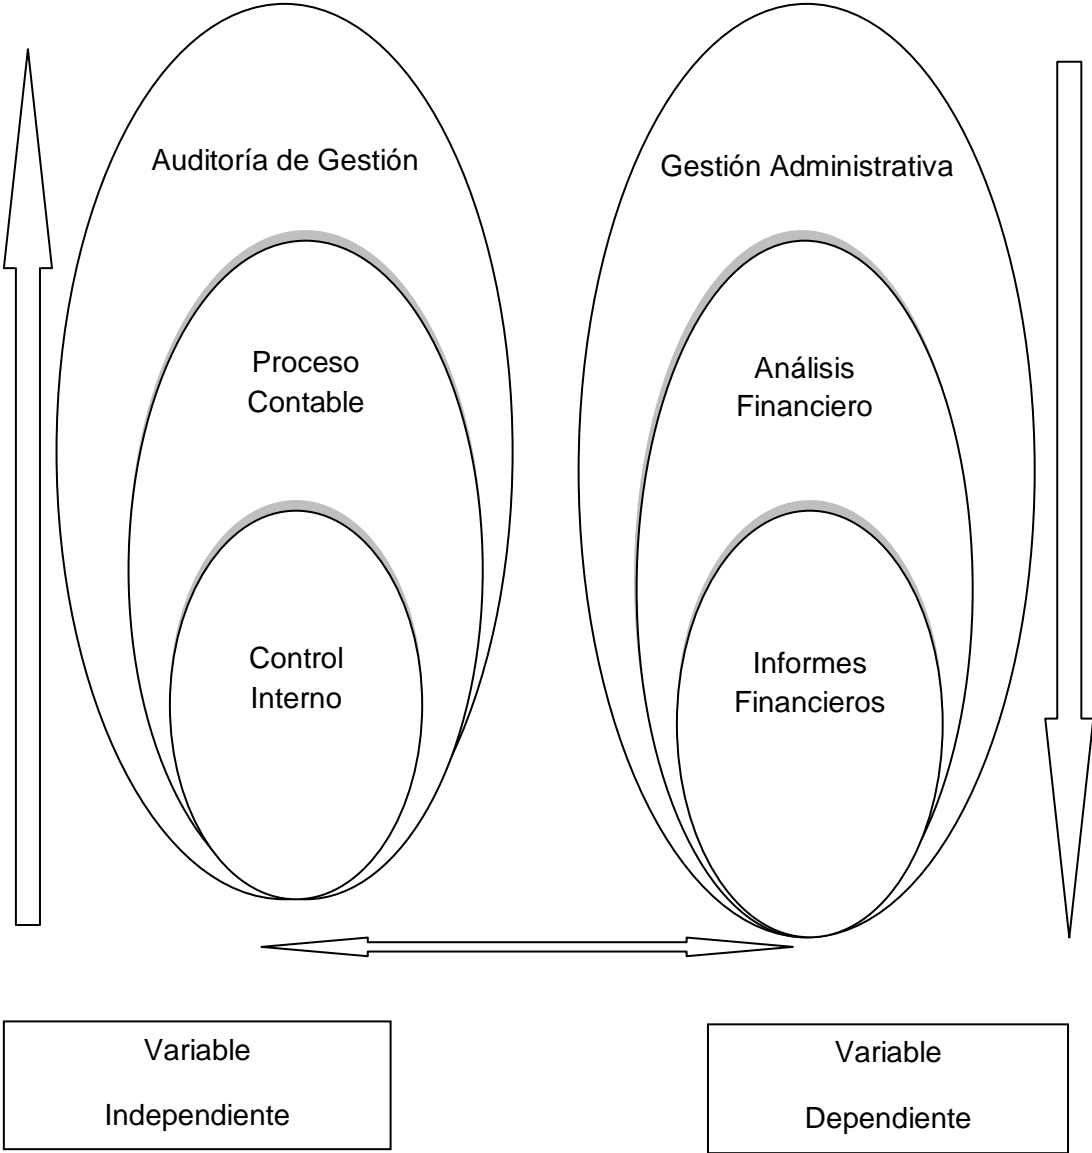 Auditoría de Gestión
Proceso
Contable
Control
Interno
Gestión Administrativa
Análisis
Financiero
Informes
Financieros
Variable
Independiente
Variable
Dependiente